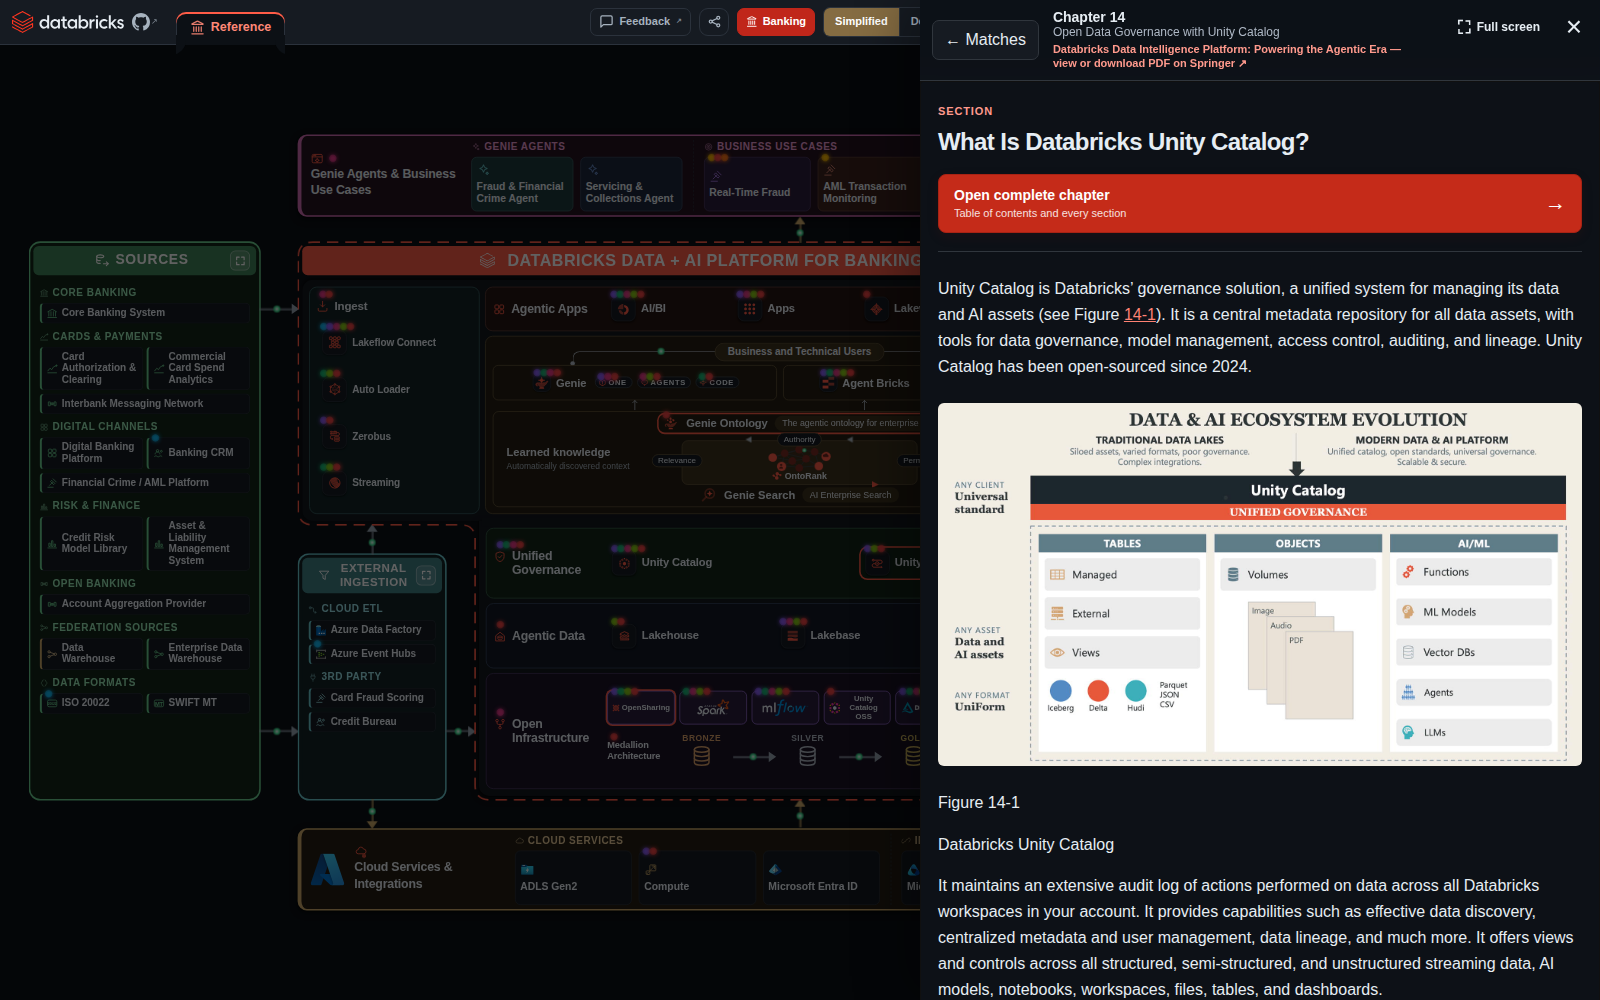 databricks
Reference
Feedback
Banking
Simplified
GENIE AGENTS
BUSINESS USE CASES
Genie Agents & Business
Use Cases
Fraud & Financial
Crime Agent
Servicing &
Collections Agent
Real-Time Fraud
AML Transaction
Monitoring
SOURCES
CORE BANKING
Core Banking System
CARDS & PAYMENTS
Card
Authorization &
Clearing
Commercial
Card Spend
Analytics
Interbank Messaging Network
DIGITAL CHANNELS
Digital Banking
Platform
Banking CRM
Financial Crime / AML Platform
RISK & FINANCE
Credit Risk
Model Library
Asset &
Liability
Management
System
OPEN BANKING
Account Aggregation Provider
FEDERATION SOURCES
Data
Warehouse
Enterprise Data
Warehouse
DATA FORMATS
ISO 20022
SWIFT MT
DATABRICKS DATA + AI PLATFORM FOR BANKING
Ingest
Lakeflow Connect
Auto Loader
Zerobus
Streaming
Agentic Apps
AI/BI
Apps
Business and Technical Users
Genie
ONE
AGENTS
CODE
Agent Bricks
Genie Ontology
The agentic ontology for enterprise
Learned knowledge
Automatically discovered context
Authority
Relevance
OntoRank
Genie Search
AI Enterprise Search
Unified
Governance
Unity Catalog
Unity
Agentic Data
Lakehouse
Lakebase
Open
Infrastructure
OpenSharing
Spark
mlflow
Unity
Catalog
OSS
Medallion
Architecture
BRONZE
SILVER
EXTERNAL
INGESTION
CLOUD ETL
Azure Data Factory
Azure Event Hubs
3RD PARTY
Card Fraud Scoring
Credit Bureau
Cloud Services &
Integrations
CLOUD SERVICES
ADLS Gen2
Compute
Microsoft Entra ID
← Matches
Chapter 14
Open Data Governance with Unity Catalog
Databricks Data Intelligence Platform: Powering the Agentic Era —
view or download PDF on Springer ↗
Full screen
SECTION
What Is Databricks Unity Catalog?
Open complete chapter
Table of contents and every section
Unity Catalog is Databricks’ governance solution, a unified system for managing its data
and AI assets (see Figure 14-1). It is a central metadata repository for all data assets, with
tools for data governance, model management, access control, auditing, and lineage. Unity
Catalog has been open-sourced since 2024.
DATA & AI ECOSYSTEM EVOLUTION
TRADITIONAL DATA LAKES
Siloed assets, varied formats, poor governance.
Complex integrations.
MODERN DATA & AI PLATFORM
Unified catalog, open standards, universal governance.
Scalable & secure.
ANY CLIENT
Universal
standard
Unity Catalog
UNIFIED GOVERNANCE
TABLES
OBJECTS
AI/ML
Managed
External
Views
Volumes
Image
Audio
PDF
Functions
ML Models
Vector DBs
Agents
LLMs
ANY ASSET
Data and
AI assets
ANY FORMAT
UniForm
Iceberg
Delta
Hudi
Parquet
JSON
CSV
Figure 14-1
Databricks Unity Catalog
It maintains an extensive audit log of actions performed on data across all Databricks
workspaces in your account. It provides capabilities such as effective data discovery,
centralized metadata and user management, data lineage, and much more. It offers views
and controls across all structured, semi-structured, and unstructured streaming data, AI
models, notebooks, workspaces, files, tables, and dashboards.